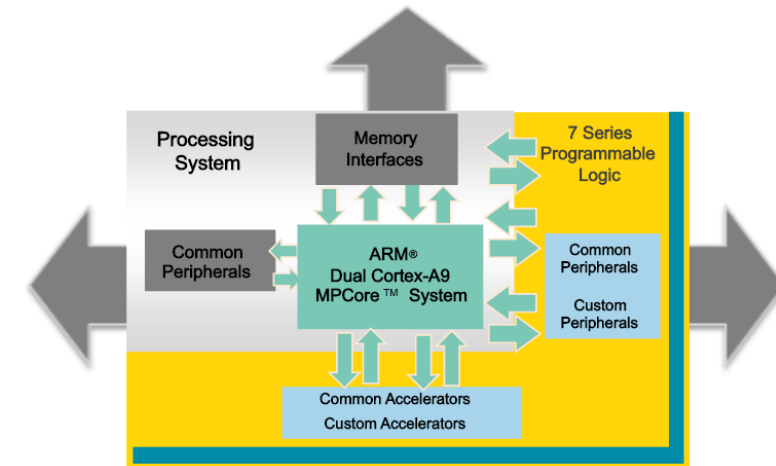 Processing
System
Memory
Interfaces
7 Series
Programmable
Logic
Common
Peripherals
ARM®
Dual Cortex-A9
MPCore™ System
Common
Peripherals
Custom
Peripherals
Common Accelerators
Custom Accelerators